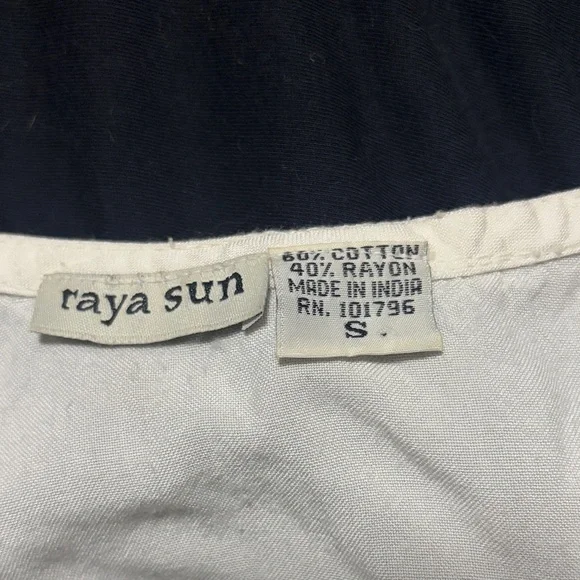 raya sun
60% COTTON
40% RAYON
MADE IN INDIA
RN. 101796
S.